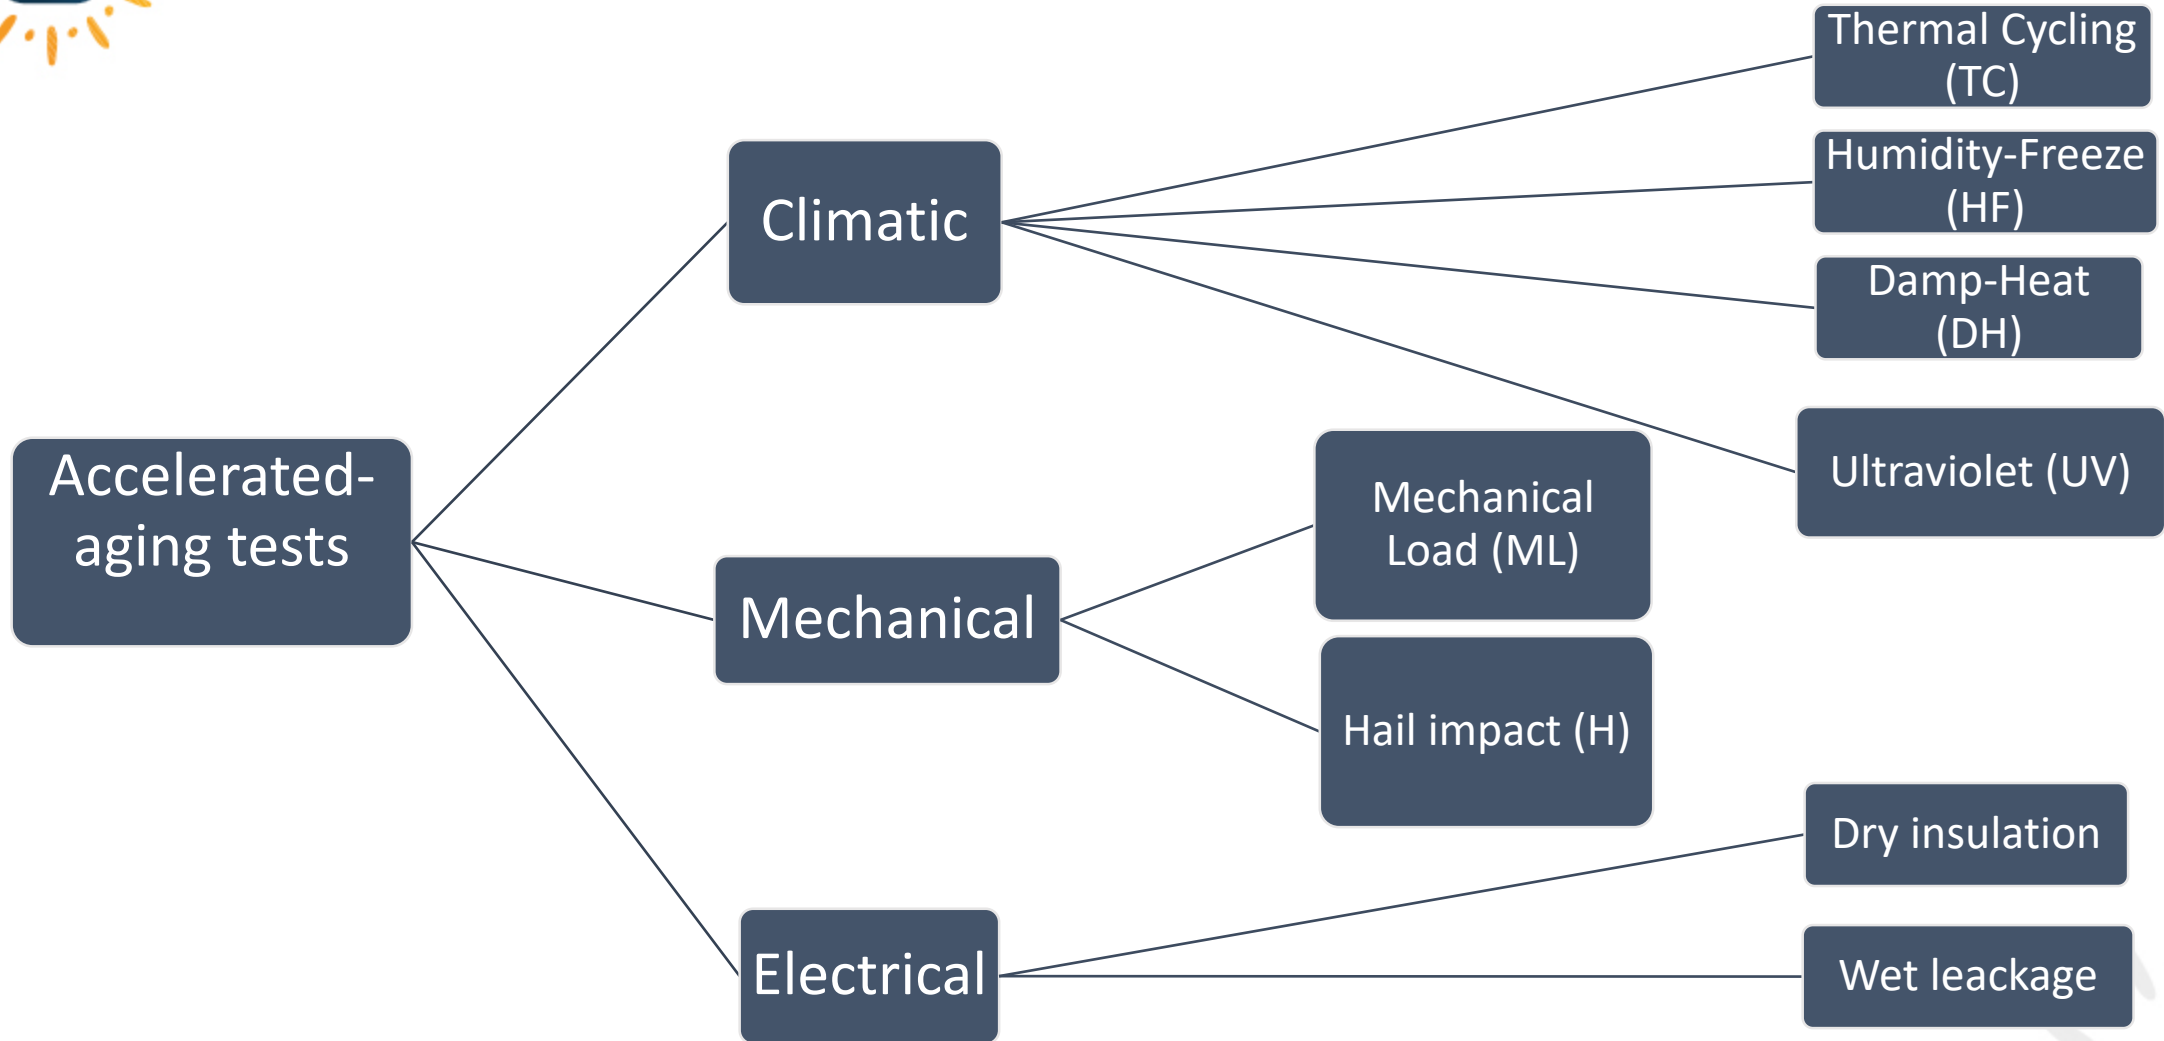 Accelerated-
aging tests
Climatic
Thermal Cycling
(TC)
Humidity-Freeze
(HF)
Damp-Heat
(DH)
Ultraviolet (UV)
Mechanical
Mechanical
Load (ML)
Hail impact (H)
Electrical
Dry insulation
Wet leackage